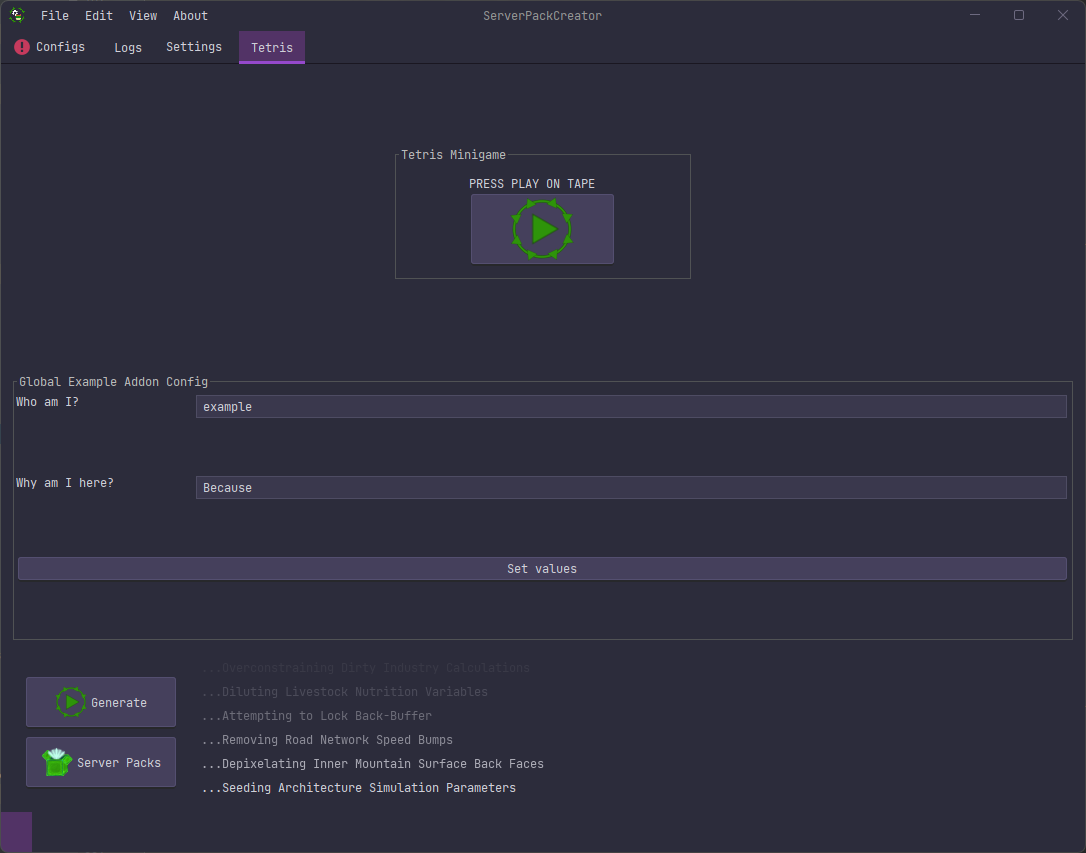 File Edit View About ServerPackCreator
Configs Logs Settings Tetris
Tetris Minigame
PRESS PLAY ON TAPE
Global Example Addon Config
Who am I? example
Why am I here? Because
Set values
...Overconstraining Dirty Industry Calculations
...Diluting Livestock Nutrition Variables
Generate
...Attempting to Lock Back-Buffer
...Removing Road Network Speed Bumps
Server Packs
...Depixelating Inner Mountain Surface Back Faces
...Seeding Architecture Simulation Parameters